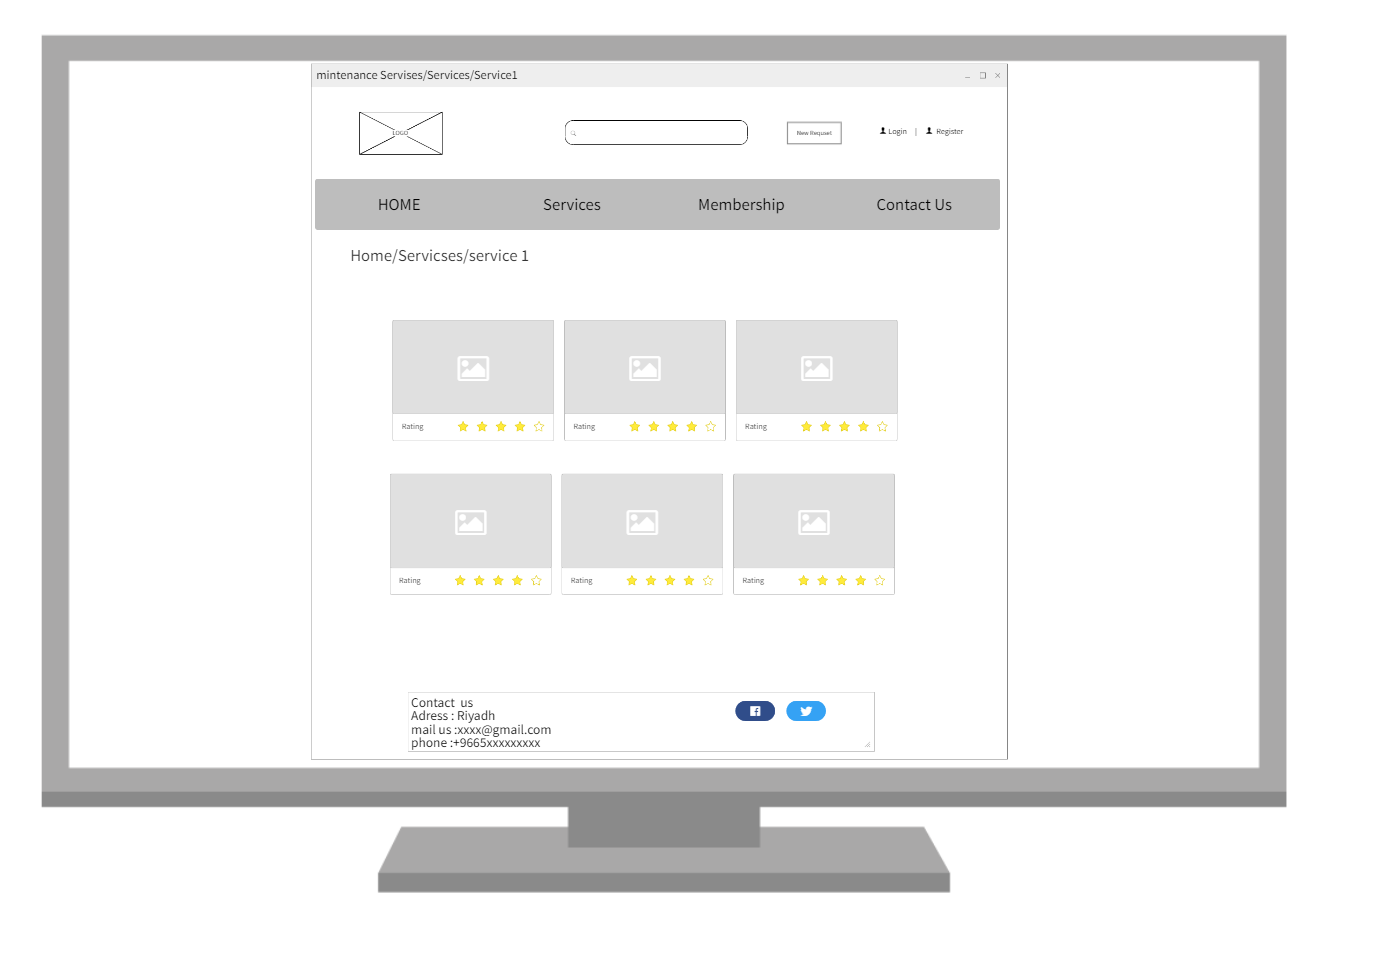 mintenance Servises/Services/Service1
LOGO
New Requset
Login | Register
HOME Services Membership Contact Us
Home/Servicses/service 1
Rating Rating Rating
Rating Rating Rating
Contact us
Adress : Riyadh
mail us :xxxx@gmail.com
phone :+9665xxxxxxxxx